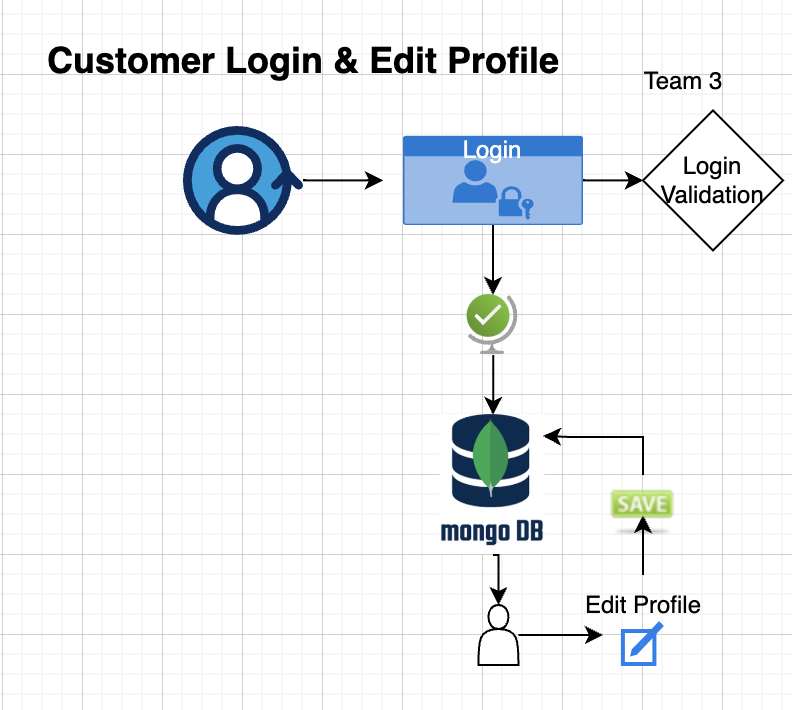 Customer Login & Edit Profile
Team 3
Login
Login
Validation
mongo DB
SAVE
Edit Profile